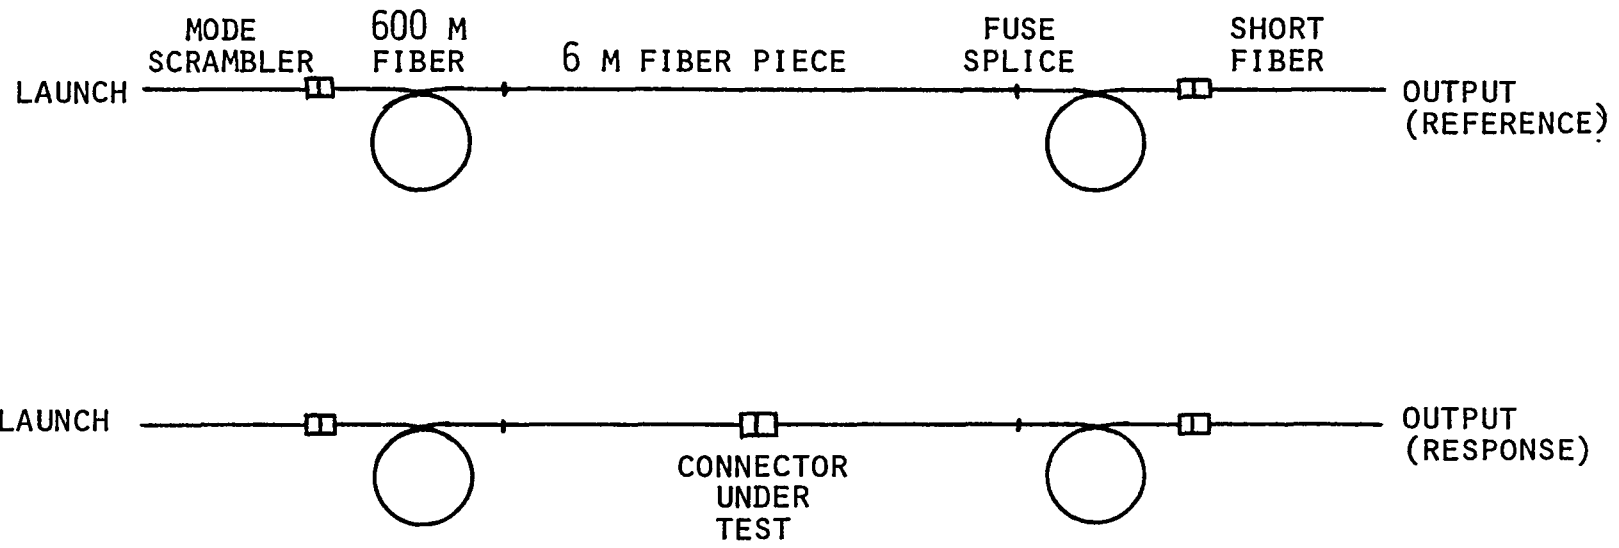 MODE
SCRAMBLER
600 M
FIBER
6 M FIBER PIECE
FUSE
SPLICE
SHORT
FIBER
LAUNCH
OUTPUT
(REFERENCE)
LAUNCH
OUTPUT
(RESPONSE)
CONNECTOR
UNDER
TEST